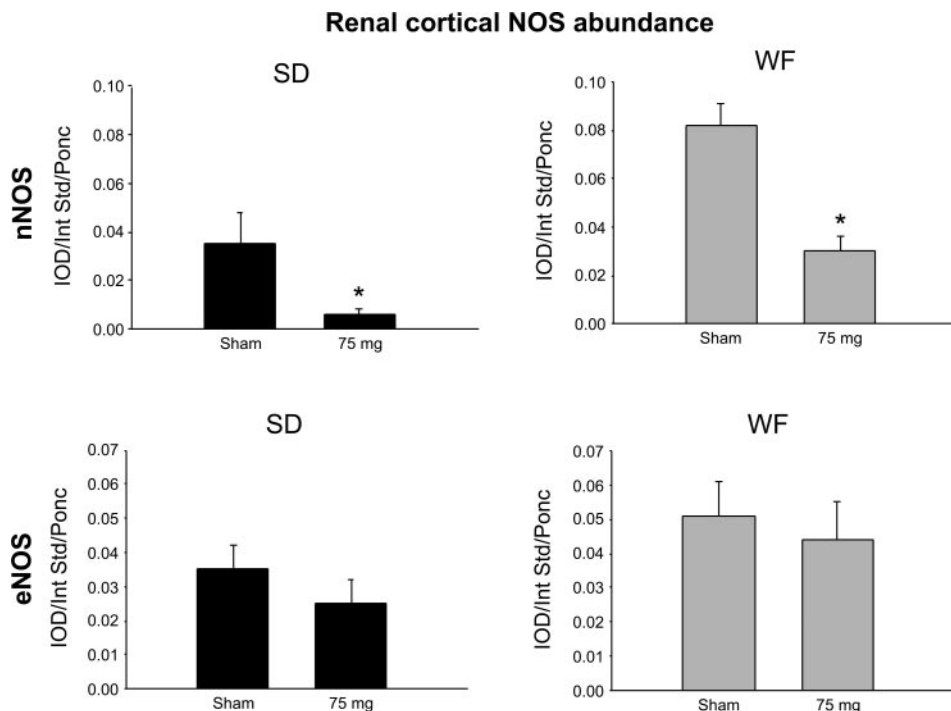 Renal cortical NOS abundance
SD
WF
nNOS
IOD/Int Std/Ponc
0.10
0.08
0.06
0.04
0.02
0.00
*
Sham
75 mg
IOD/Int Std/Ponc
0.10
0.08
0.06
0.04
0.02
0.00
*
Sham
75 mg
SD
WF
eNOS
IOD/Int Std/Ponc
0.07
0.06
0.05
0.04
0.03
0.02
0.01
0.00
Sham
75 mg
IOD/Int Std/Ponc
0.07
0.06
0.05
0.04
0.03
0.02
0.01
0.00
Sham
75 mg